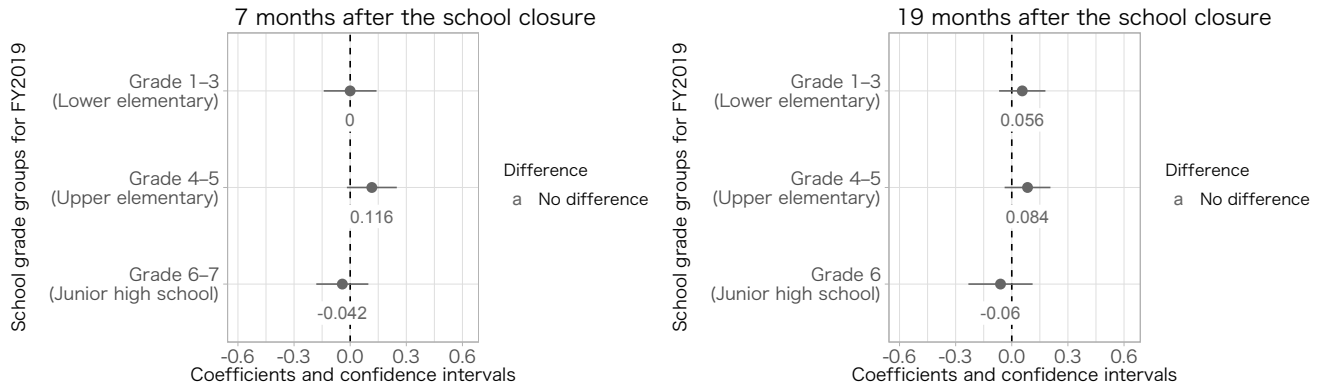 7 months after the school closure
School grade groups for FY2019
Grade 1–3
(Lower elementary)
0
Grade 4–5
(Upper elementary)
0.116
Grade 6–7
(Junior high school)
-0.042
-0.6 -0.3 0.0 0.3 0.6
Coefficients and confidence intervals
Difference
a No difference
19 months after the school closure
School grade groups for FY2019
Grade 1–3
(Lower elementary)
0.056
Grade 4–5
(Upper elementary)
0.084
Grade 6
(Junior high school)
-0.06
-0.6 -0.3 0.0 0.3 0.6
Coefficients and confidence intervals
Difference
a No difference